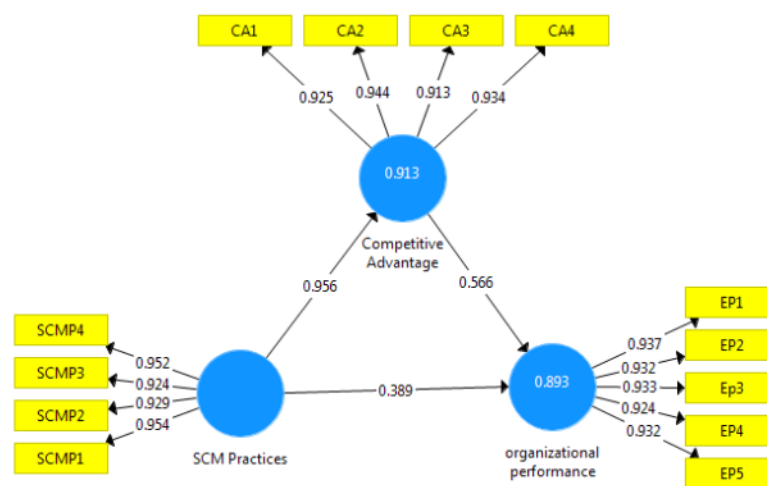 CA1
CA2
CA3
CA4
0.925
0.944
0.913
0.934
0.913
Competitive
Advantage
0.956
0.566
SCMP4
SCMP3
SCMP2
SCMP1
0.952
0.924
0.929
0.954
SCM Practices
0.389
0.893
organizational
performance
0.937
0.932
0.933
0.924
0.932
EP1
EP2
Ep3
EP4
EP5